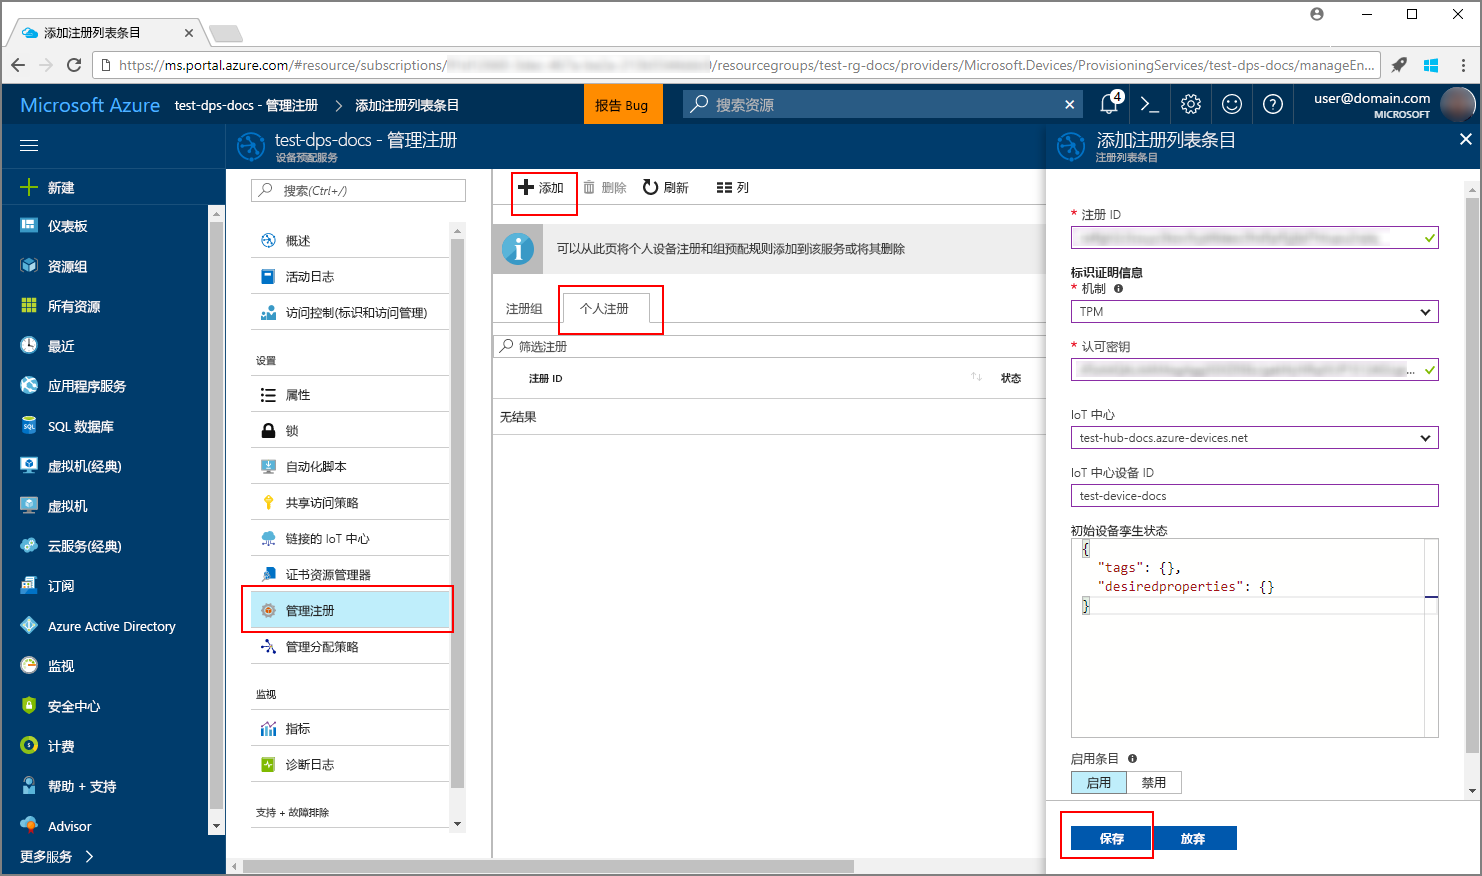 添加注册列表条目
https://ms.portal.azure.com/#resource/subscriptions/
/resourcegroups/test-rg-docs/providers/Microsoft.Devices/ProvisioningServices/test-dps-docs/manageEn...
Microsoft Azure
test-dps-docs - 管理注册 > 添加注册列表条目
报告 Bug
搜索资源
4
user@domain.com
MICROSOFT
新建
仪表板
资源组
所有资源
最近
应用程序服务
SQL 数据库
虚拟机(经典)
虚拟机
云服务(经典)
订阅
Azure Active Directory
监视
安全中心
计费
帮助 + 支持
Advisor
更多服务 >
test-dps-docs - 管理注册
设备预配服务
搜索(Ctrl+/)
概述
活动日志
访问控制(标识和访问管理)
设置
属性
锁
自动化脚本
共享访问策略
链接的 IoT 中心
证书资源管理器
管理注册
管理分配策略
监视
指标
诊断日志
支持 + 故障排除
添加
删除
刷新
列
可以从此页将个人设备注册和组预配规则添加到该服务或将其删除
注册组
个人注册
筛选注册
注册 ID
状态
无结果
添加注册列表条目
注册列表条目
* 注册 ID
标识证明信息
* 机制
TPM
* 认可密钥
...
IoT 中心
test-hub-docs.azure-devices.net
IoT 中心设备 ID
test-device-docs
初始设备孪生状态
{
"tags": {},
"desiredproperties": {}
}
启用条目
启用
禁用
保存
放弃